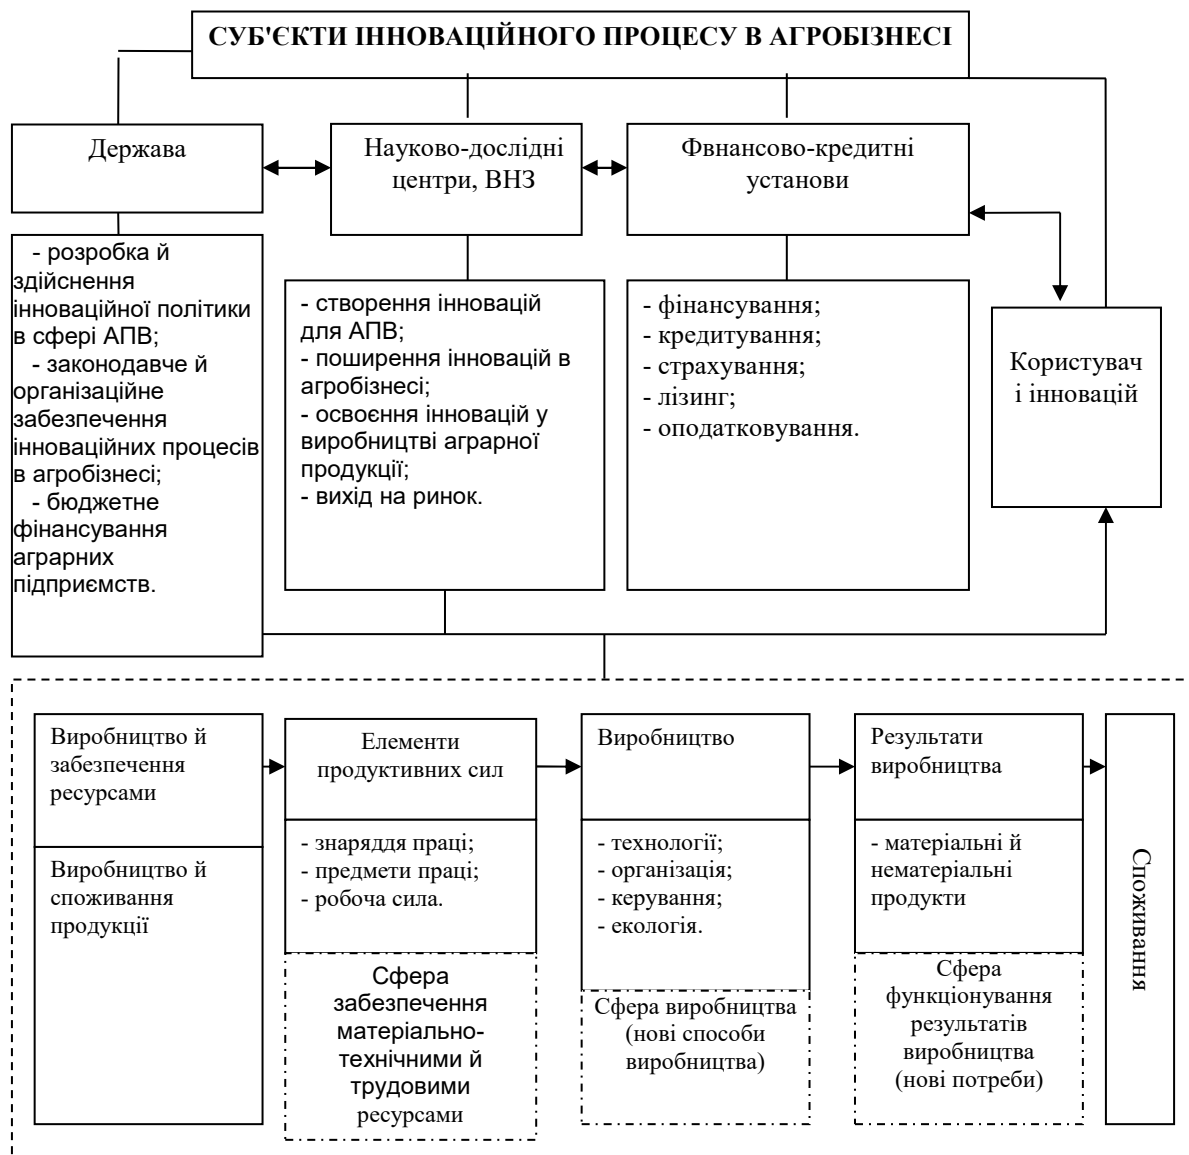 СУБ'ЄКТИ ІННОВАЦІЙНОГО ПРОЦЕСУ В АГРОБІЗНЕСІ
Держава
Науково-дослідні
центри, ВНЗ
Фвнансово-кредитні
установи
- розробка й
здійснення
інноваційної політики
в сфері АПВ;
- законодавче й
організаційне
забезпечення
інноваційних процесів
в агробізнесі;
- бюджетне
фінансування
аграрних
підприємств.
- створення інновацій
для АПВ;
- поширення інновацій в
агробізнесі;
- освоєння інновацій у
виробництві аграрної
продукції;
- вихід на ринок.
- фінансування;
- кредитування;
- страхування;
- лізинг;
- оподатковування.
Користувач
і інновацій
Виробництво й
забезпечення
ресурсами
Виробництво й
споживання
продукції
Елементи
продуктивних сил
- знаряддя праці;
- предмети праці;
- робоча сила.
Сфера
забезпечення
матеріально-
технічними й
трудовими
ресурсами
Виробництво
- технології;
- організація;
- керування;
- екологія.
Сфера виробництва
(нові способи
виробництва)
Результати
виробництва
- матеріальні й
нематеріальні
продукти
Сфера
функціонування
результатів
виробництва
(нові потреби)
Споживання